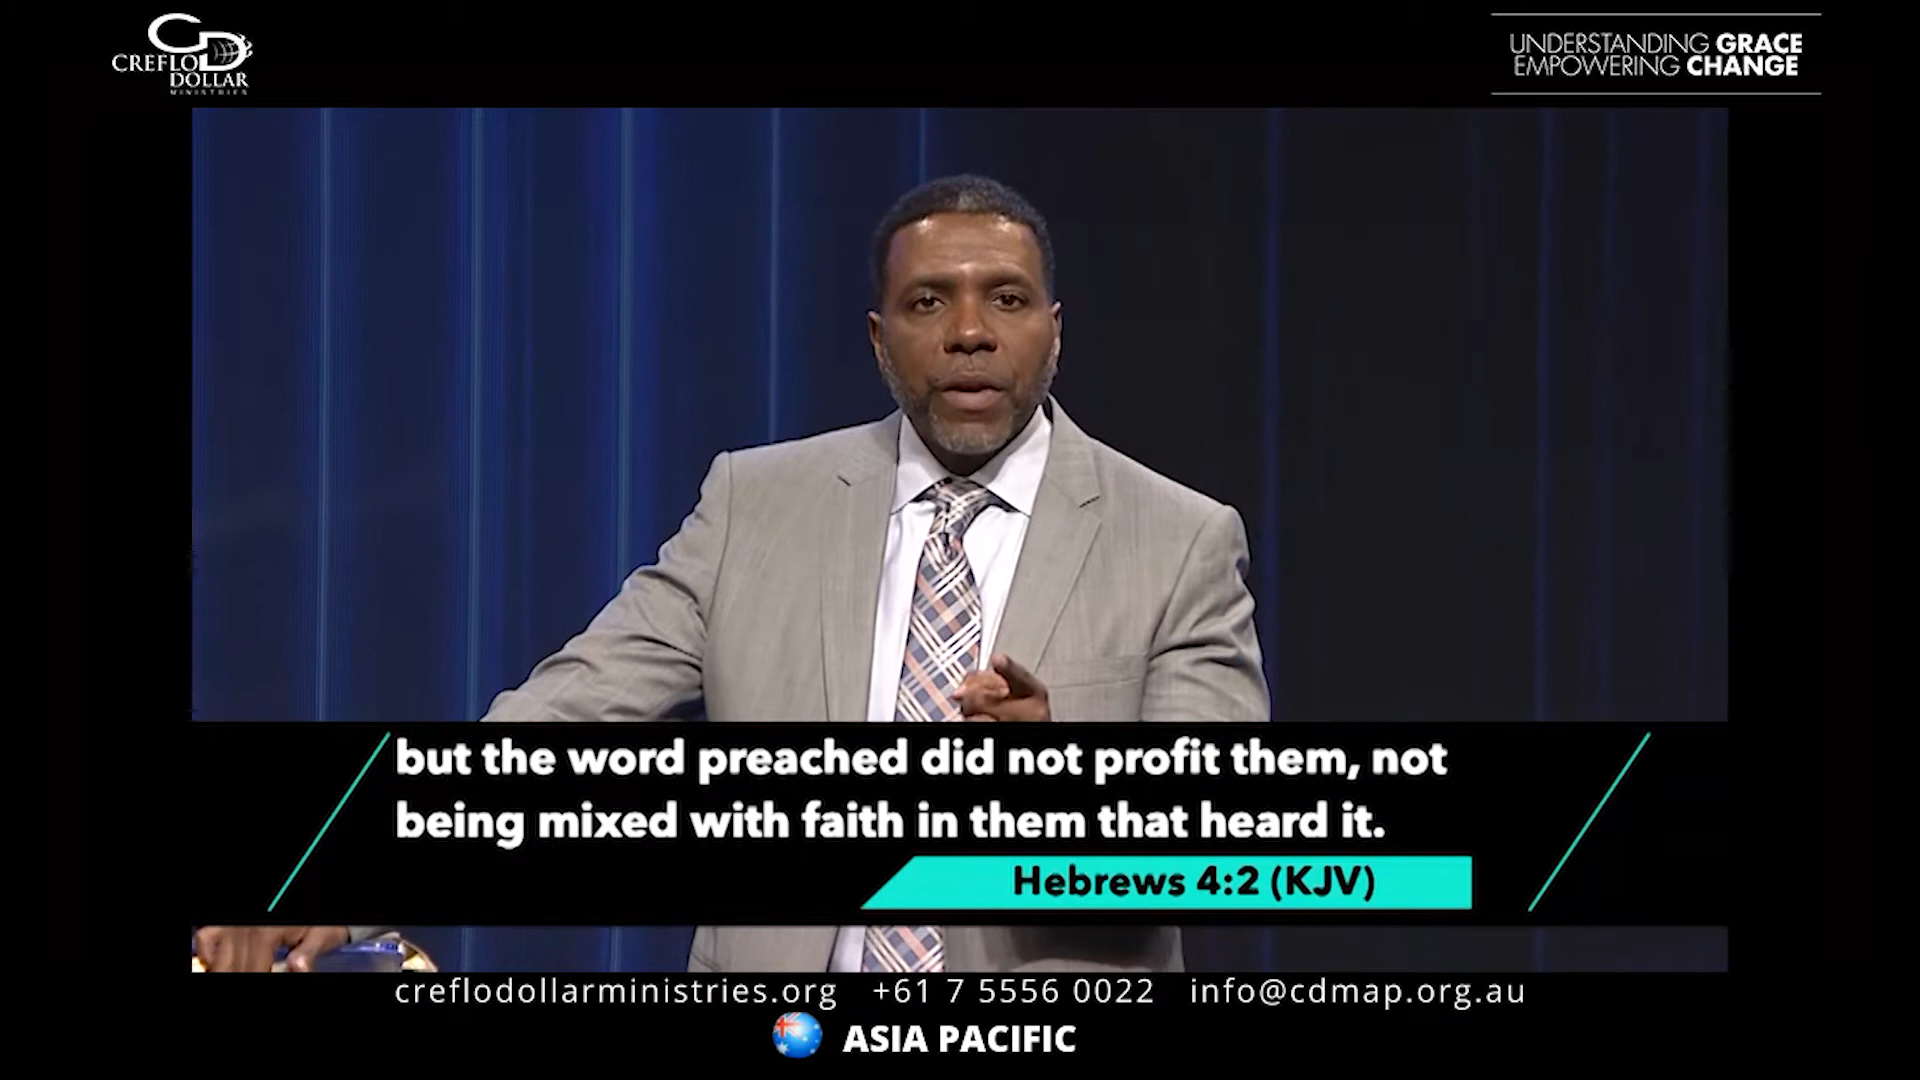 CD
CREFLO
DOLLAR
MINISTRIES
UNDERSTANDING GRACE
EMPOWERING CHANGE
but the word preached did not profit them, not
being mixed with faith in them that heard it.
Hebrews 4:2 (KJV)
creflodollarministries.org +61 7 5556 0022 info@cdmap.org.au
ASIA PACIFIC